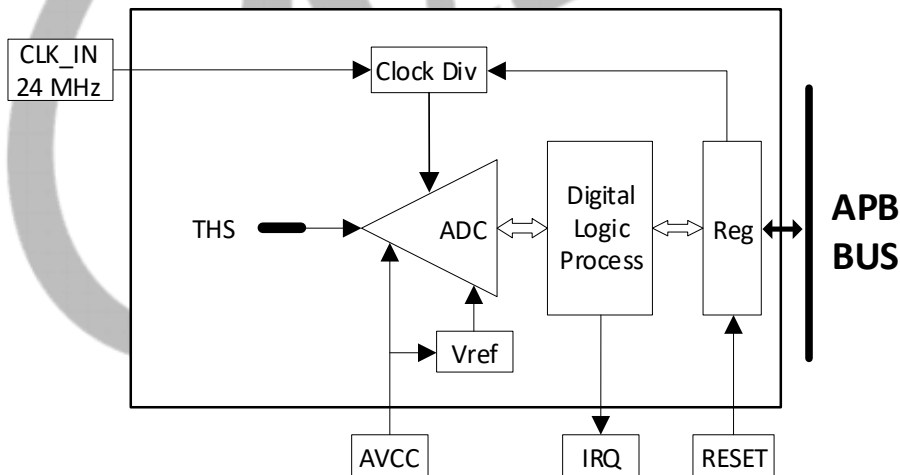 CLK_IN
24 MHz
Clock Div
THS
ADC
Digital
Logic
Process
Reg
APB
BUS
Vref
AVCC
IRQ
RESET